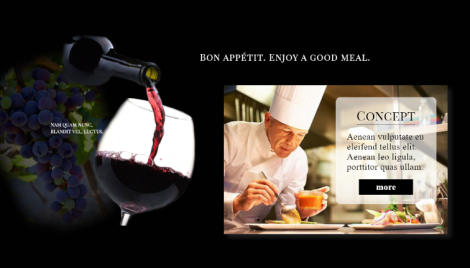 Bon appétit. Enjoy a good meal.
Nam quam nunc,
blandit vel, luctus.
Concept
Aenean vulputate eu
eleifend tellus elit.
Aenean leo ligula,
porttitor quas ullam.
more